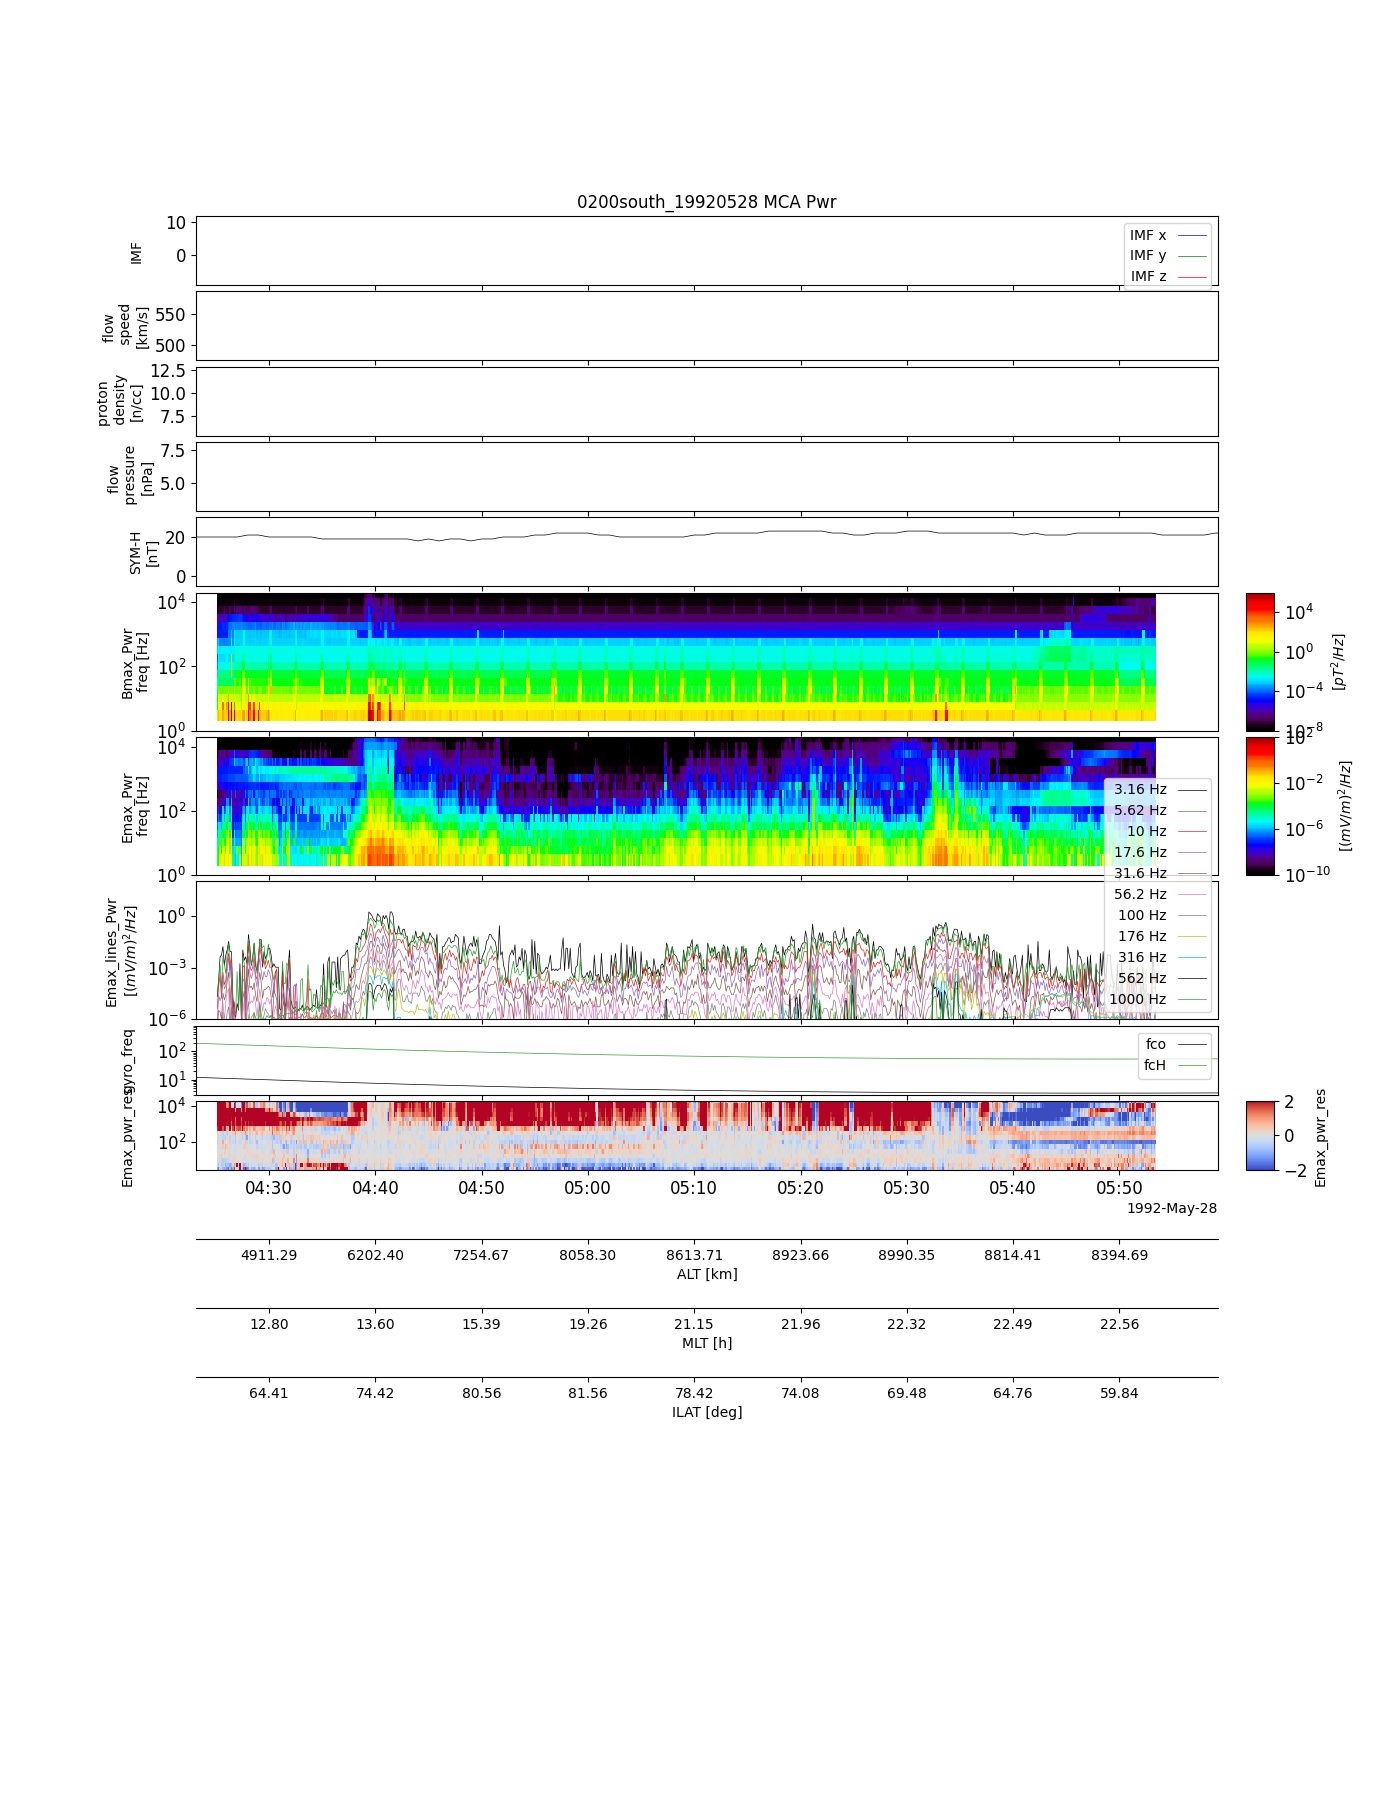 0200south_19920528 MCA Pwr
IMF
10
0
IMF x
IMF y
IMF z
flow
speed
[km/s]
550
500
proton
density
[n/cc]
12.5
10.0
7.5
flow
pressure
[nPa]
7.5
5.0
SYM-H
[nT]
20
0
Bmax_Pwr
freq [Hz]
10^4
10^2
10^0
10^4
10^0
10^-4
10^-8
[pT^2/Hz]
Emax_Pwr
freq [Hz]
10^4
10^2
10^0
10^2
10^-2
10^-6
10^-10
[(mV/m)^2/Hz]
3.16 Hz
5.62 Hz
10 Hz
17.6 Hz
31.6 Hz
56.2 Hz
100 Hz
176 Hz
316 Hz
562 Hz
1000 Hz
Emax_lines_Pwr
[(mV/m)^2/Hz]
10^0
10^-3
10^-6
gyro_freq
10^2
10^1
fco
fcH
Emax_pwr_res
10^4
10^2
2
0
−2
Emax_pwr_res
04:30 04:40 04:50 05:00 05:10 05:20 05:30 05:40 05:50
1992-May-28
4911.29 6202.40 7254.67 8058.30 8613.71 8923.66 8990.35 8814.41 8394.69
ALT [km]
12.80 13.60 15.39 19.26 21.15 21.96 22.32 22.49 22.56
MLT [h]
64.41 74.42 80.56 81.56 78.42 74.08 69.48 64.76 59.84
ILAT [deg]